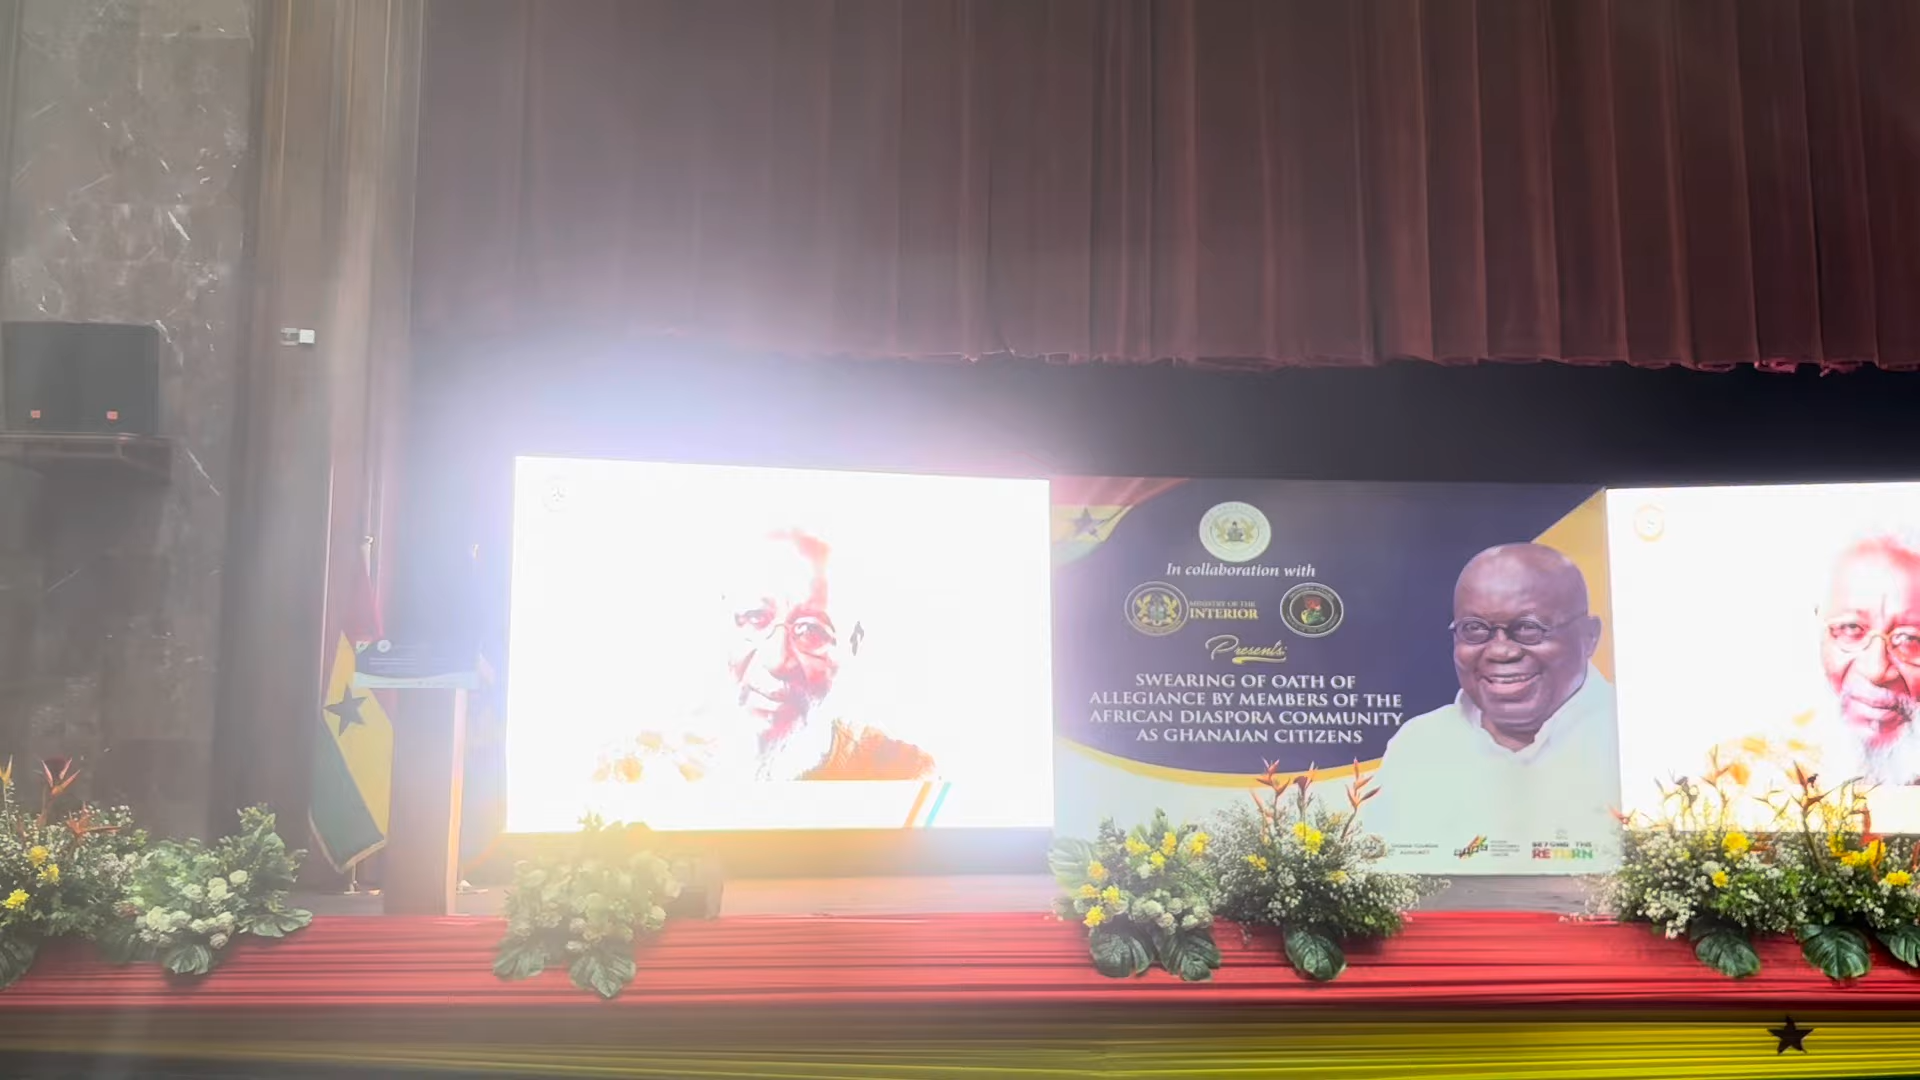 In collaboration with
MINISTRY OF THE
INTERIOR
Presents:
SWEARING OF OATH OF
ALLEGIANCE BY MEMBERS OF THE
AFRICAN DIASPORA COMMUNITY
AS GHANAIAN CITIZENS
BEYOND THE
RETURN